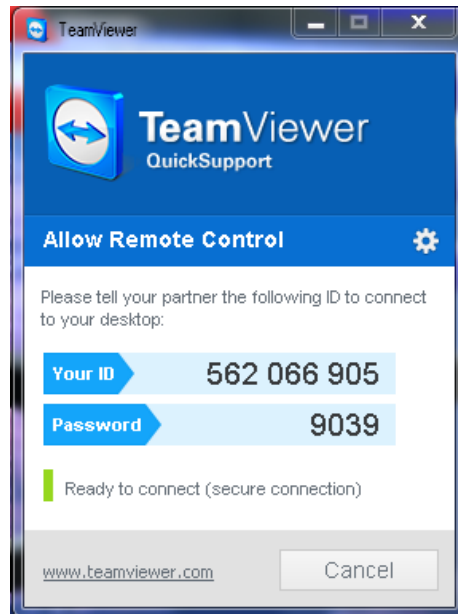 TeamViewer
TeamViewer
QuickSupport
Allow Remote Control
Please tell your partner the following ID to connect
to your desktop:
Your ID 562 066 905
Password 9039
Ready to connect (secure connection)
www.teamviewer.com Cancel